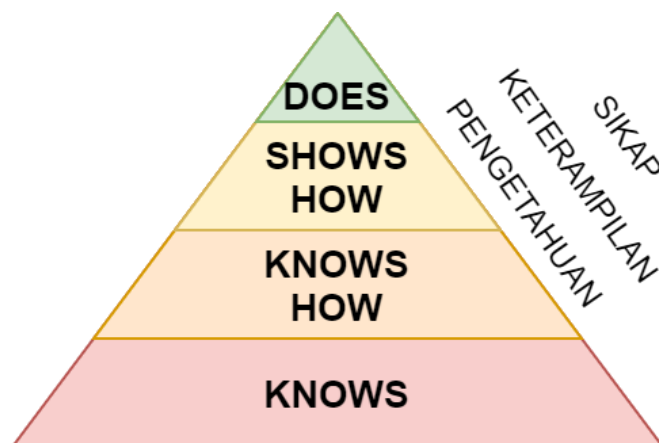 DOES
SHOWS
HOW
KNOWS
HOW
KNOWS
PENGETAHUAN
KETERAMPILAN
SIKAP